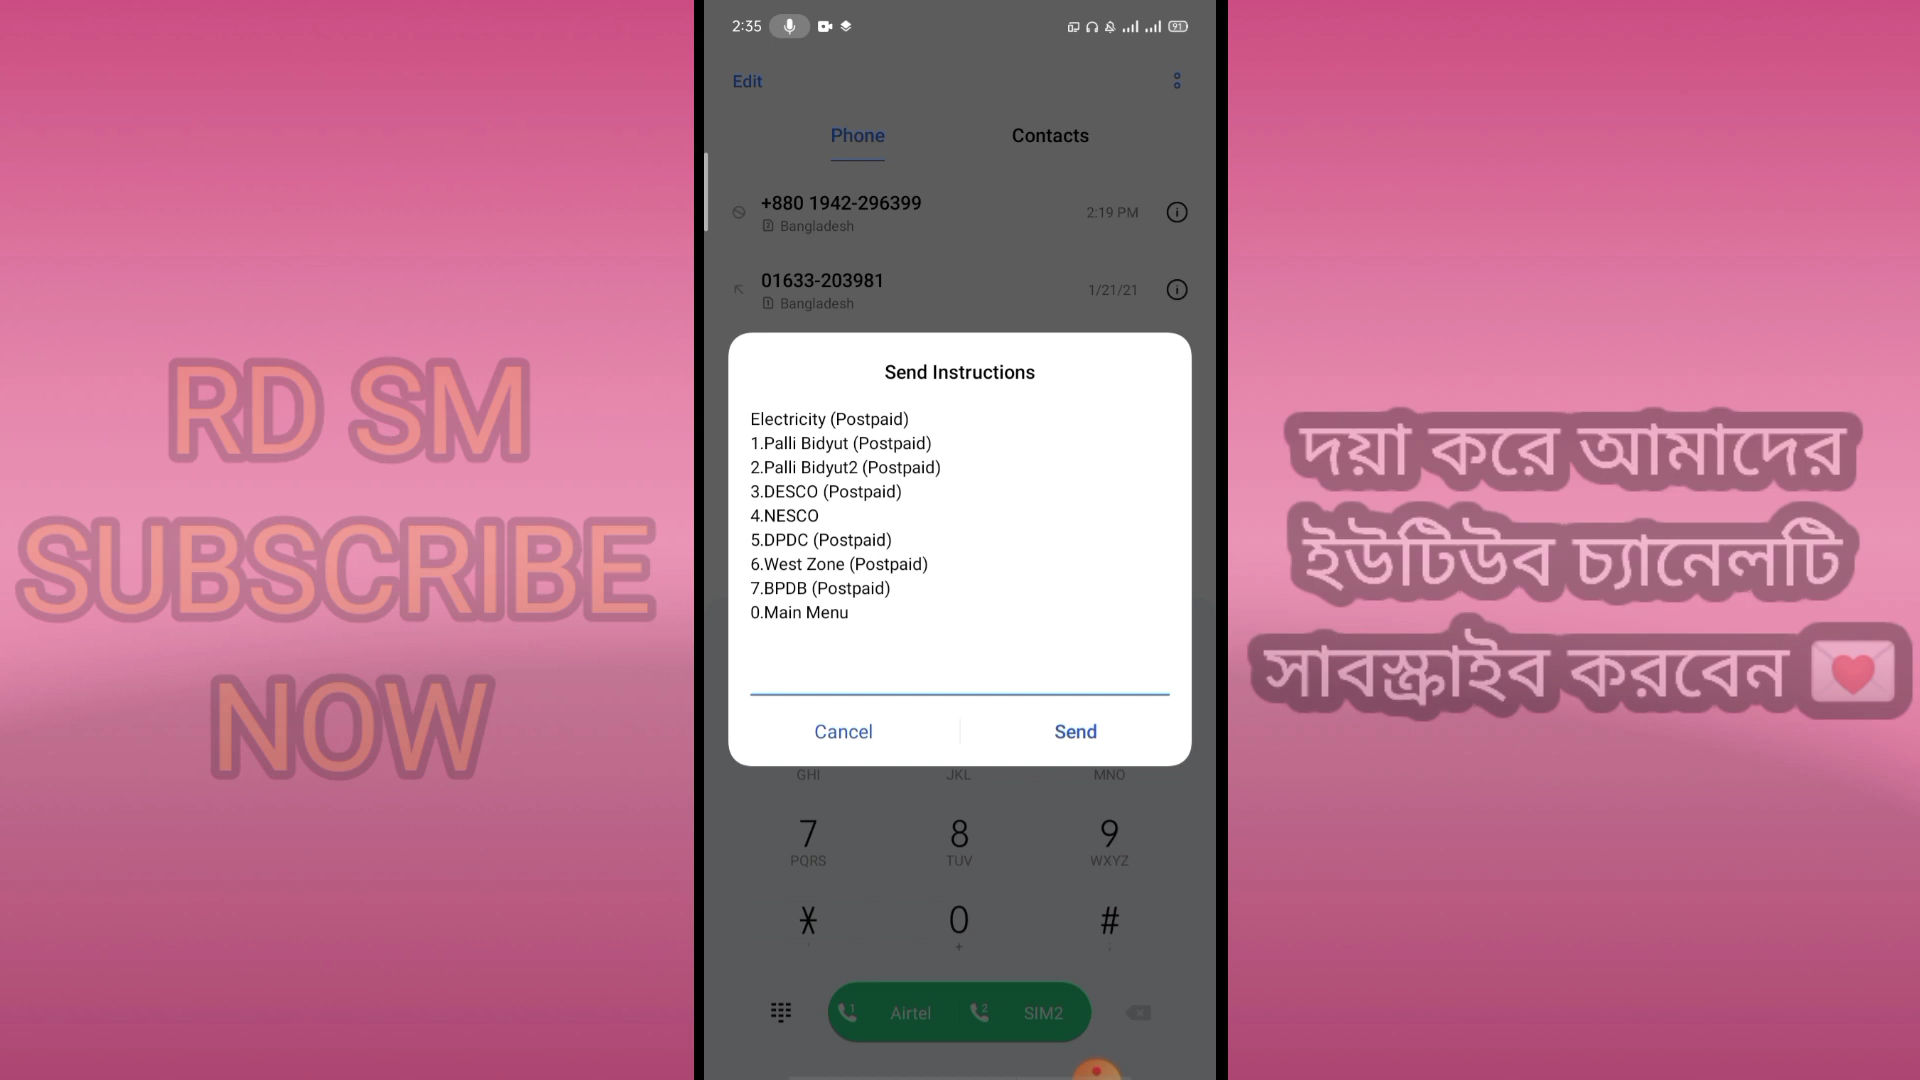 RD SM
SUBSCRIBE
NOW
2:35
91
Edit
Phone
Contacts
+880 1942-296399
Bangladesh
2:19 PM
01633-203981
Bangladesh
1/21/21
Send Instructions
Electricity (Postpaid)
1.Palli Bidyut (Postpaid)
2.Palli Bidyut2 (Postpaid)
3.DESCO (Postpaid)
4.NESCO
5.DPDC (Postpaid)
6.West Zone (Postpaid)
7.BPDB (Postpaid)
0.Main Menu
Cancel
Send
GHI
JKL
MNO
7
8
9
PQRS
TUV
WXYZ
*
0
#
+
1 Airtel
2 SIM2
দয়া করে আমাদের
ইউটিউব চ্যানেলটি
সাবস্ক্রাইব করবেন 💌